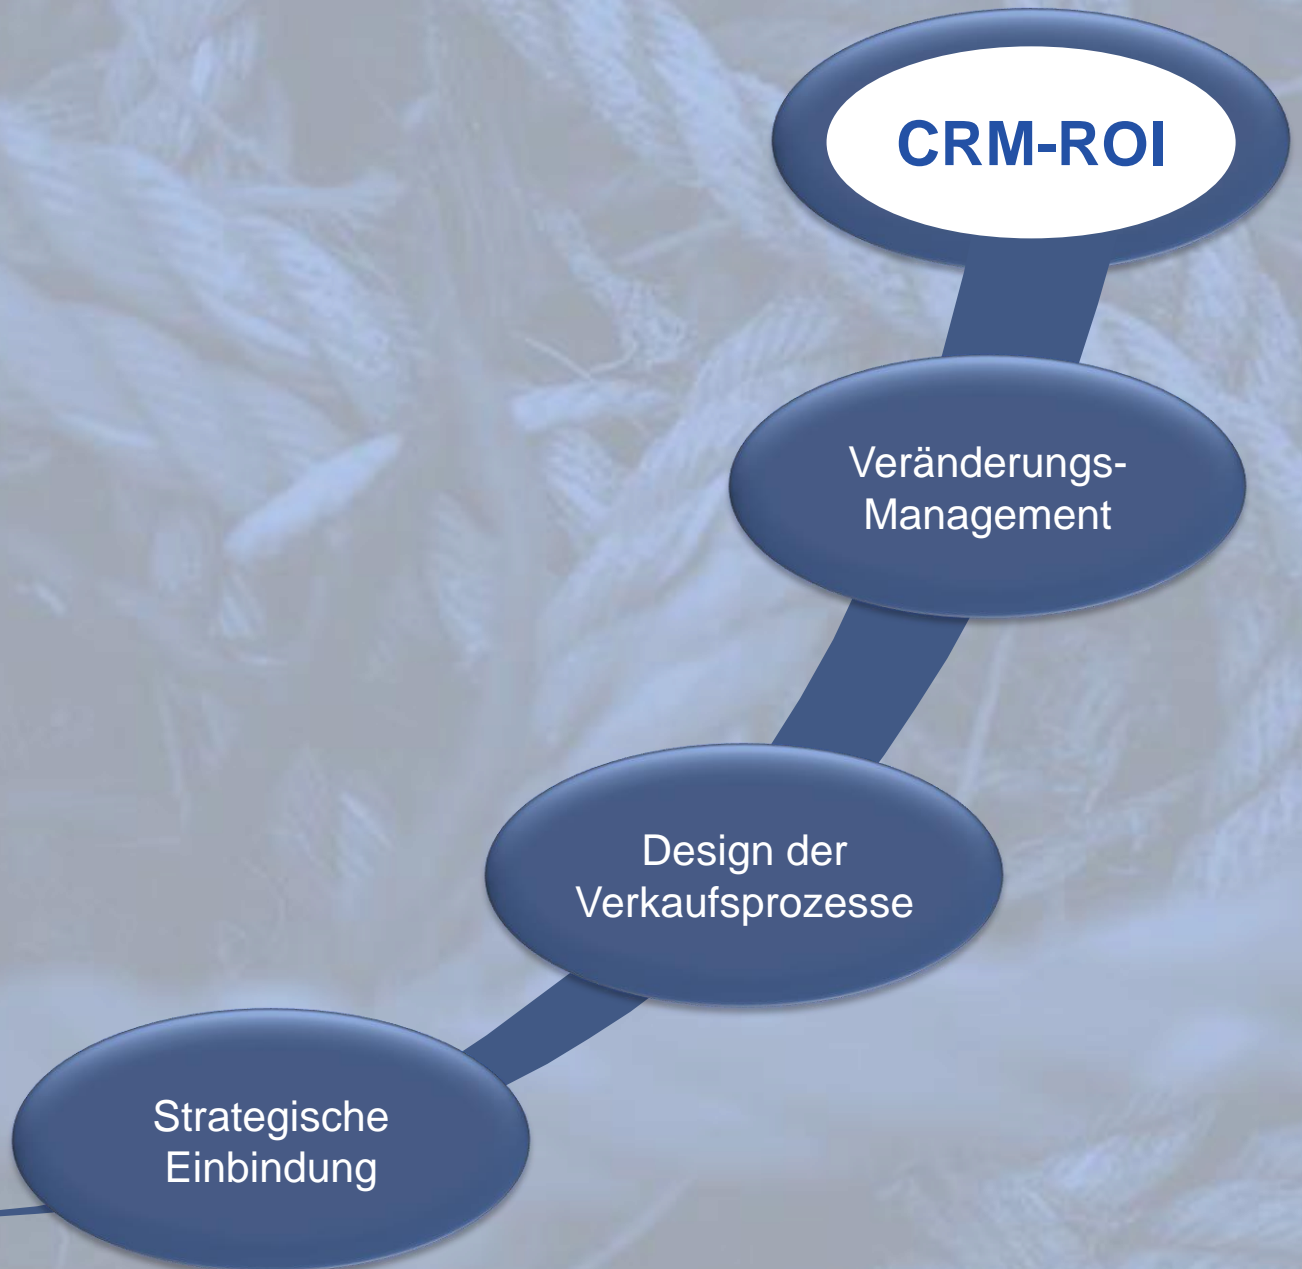 CRM-ROI
Veränderungs-
Management
Design der
Verkaufsprozesse
Strategische
Einbindung